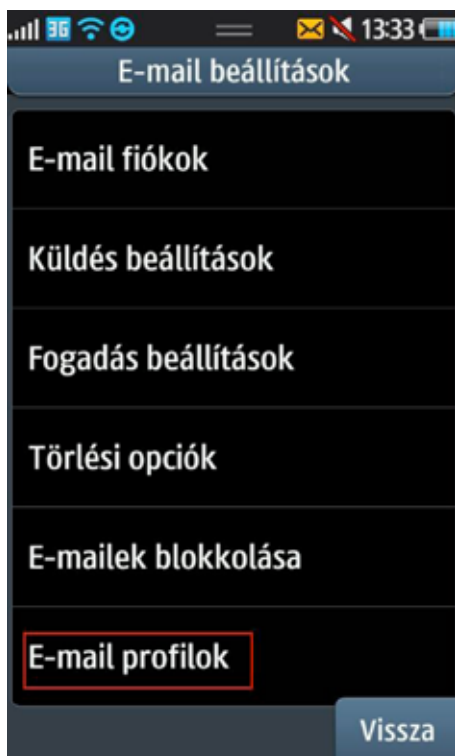 3G 13:33
E-mail beállítások
E-mail fiókok
Küldés beállítások
Fogadás beállítások
Törlési opciók
E-mailek blokkolása
E-mail profilok
Vissza